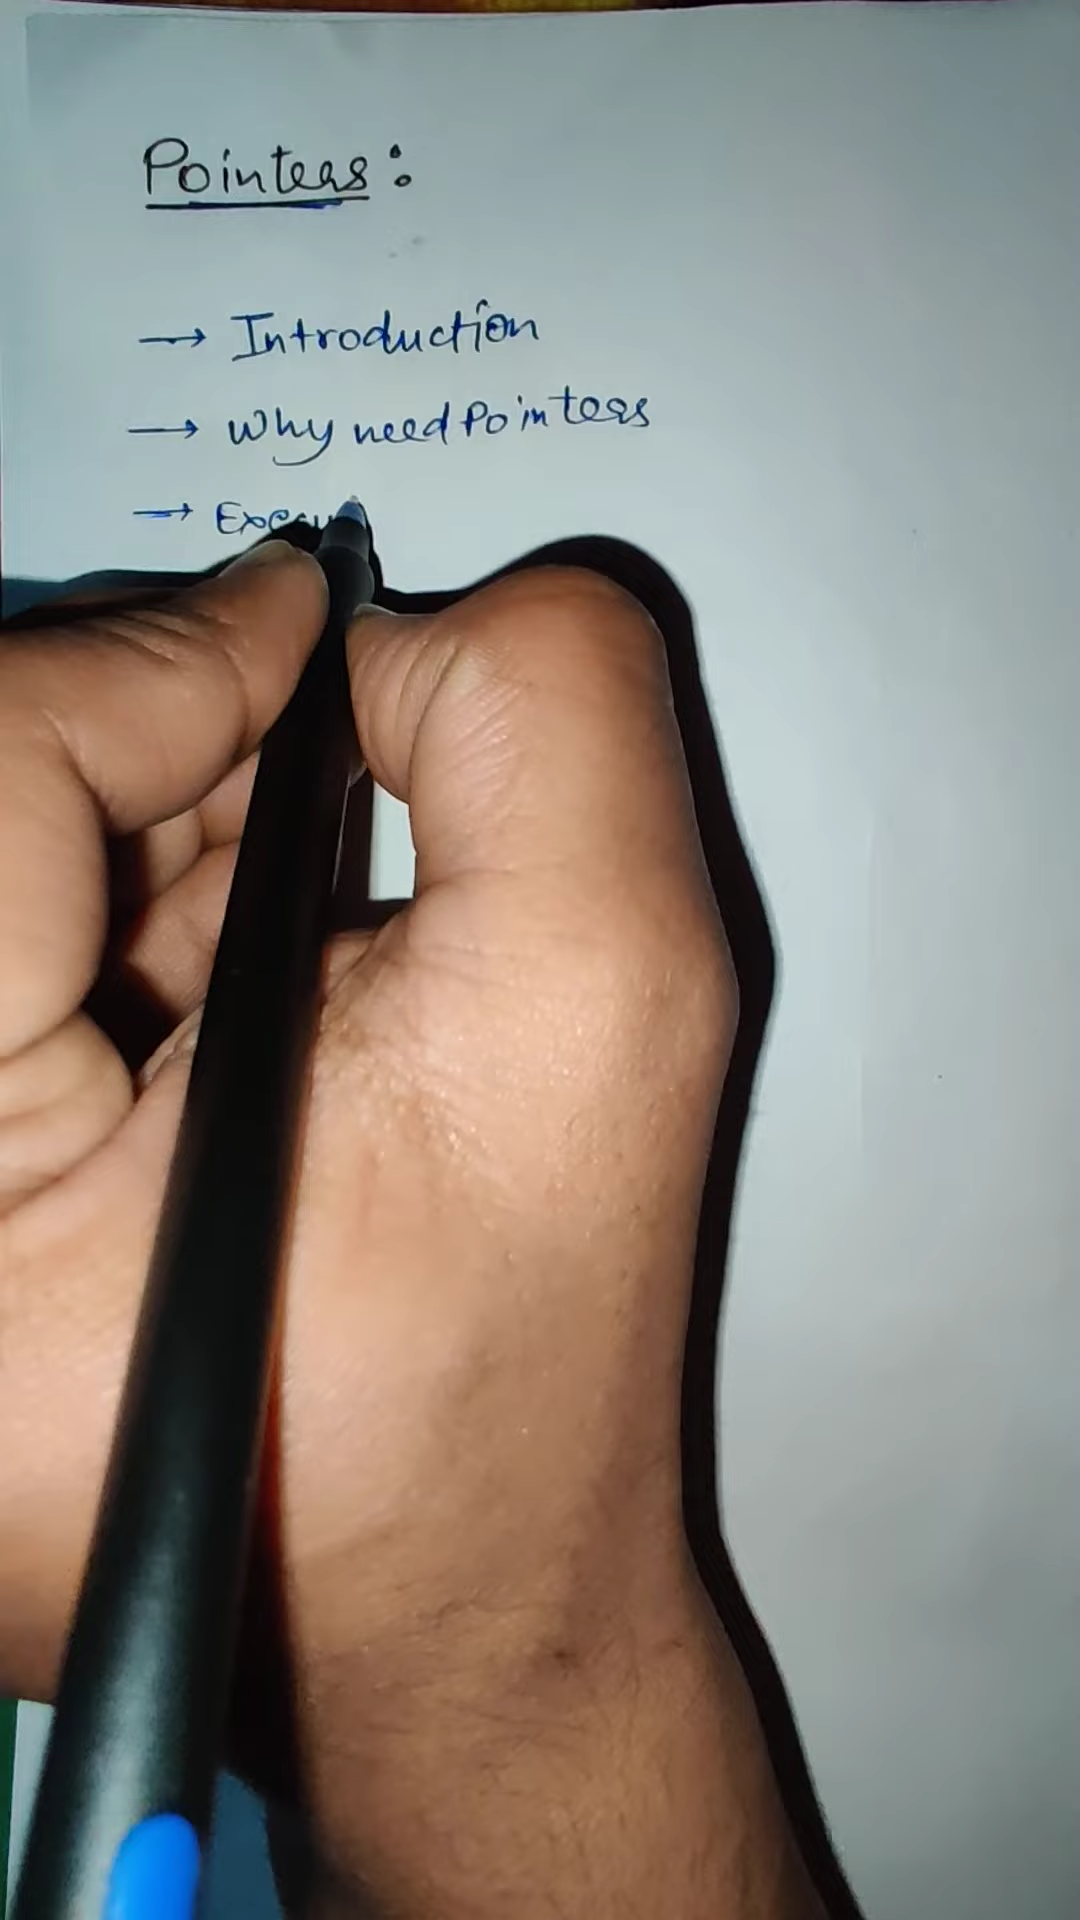 Pointers :
→ Introduction
→ Why need Pointers
→